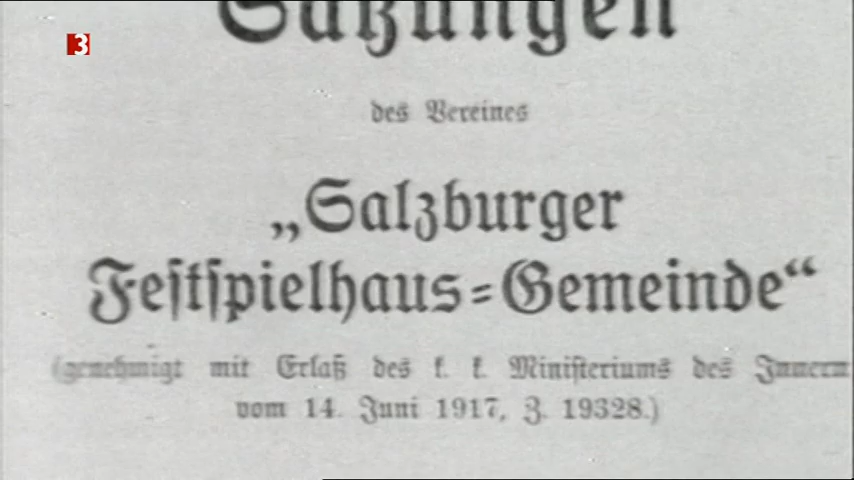 3
Satzungen
des Vereines
„Salzburger
Festspielhaus=Gemeinde“
(genehmigt mit Erlaß des k. k. Ministeriums des Innern
vom 14. Juni 1917, Z. 19328.)